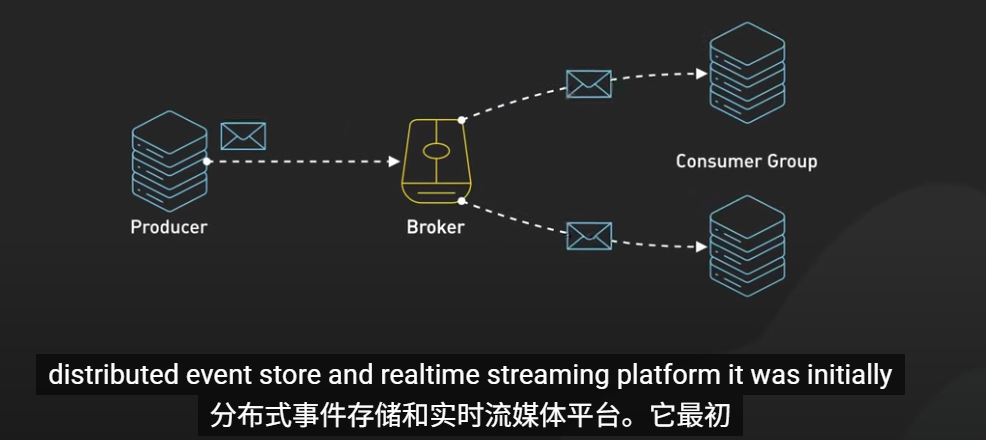 Consumer Group
Producer
Broker
distributed event store and realtime streaming platform it was initially
分布式事件存储和实时流媒体平台。它最初